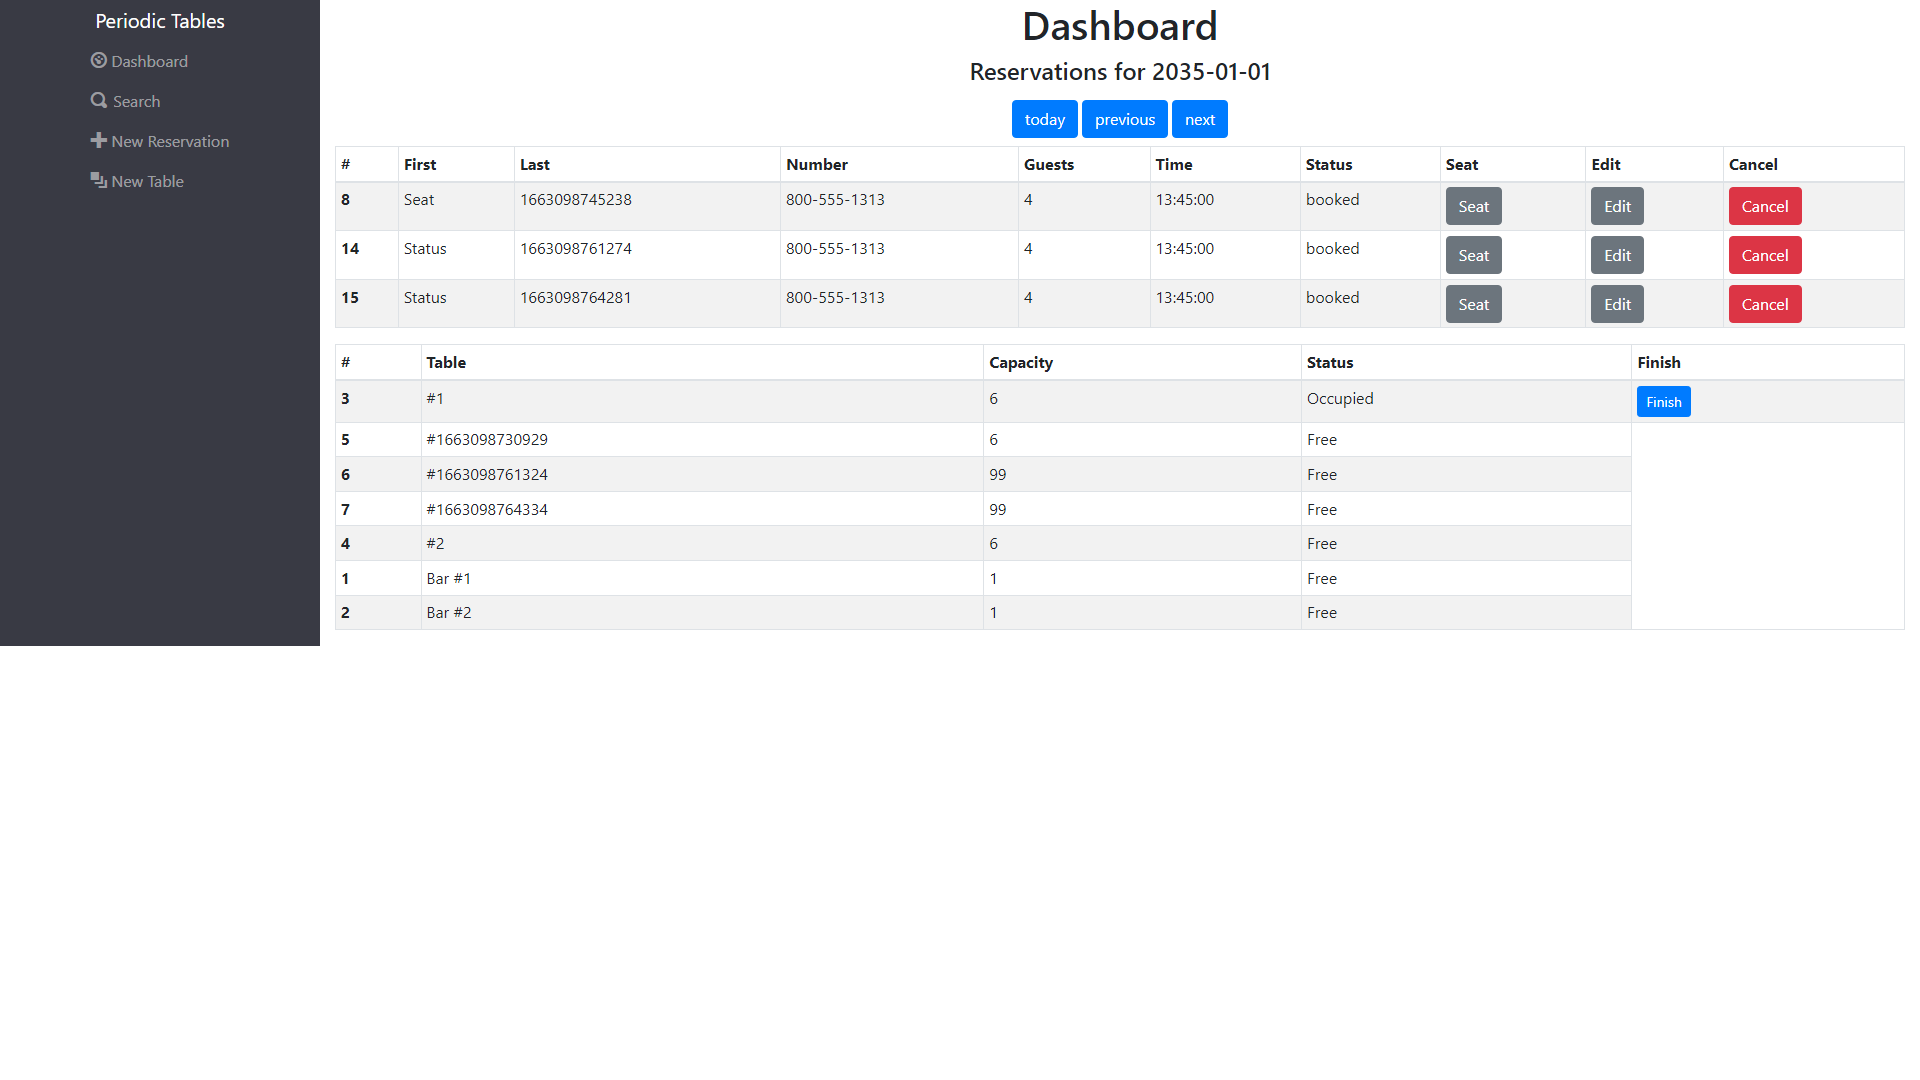 Periodic Tables
Dashboard
Search
New Reservation
New Table
Dashboard
Reservations for 2035-01-01
today previous next
# First Last Number Guests Time Status Seat Edit Cancel
8 Seat 1663098745238 800-555-1313 4 13:45:00 booked Seat Edit Cancel
14 Status 1663098761274 800-555-1313 4 13:45:00 booked Seat Edit Cancel
15 Status 1663098764281 800-555-1313 4 13:45:00 booked Seat Edit Cancel
# Table Capacity Status Finish
3 #1 6 Occupied Finish
5 #1663098730929 6 Free
6 #1663098761324 99 Free
7 #1663098764334 99 Free
4 #2 6 Free
1 Bar #1 1 Free
2 Bar #2 1 Free